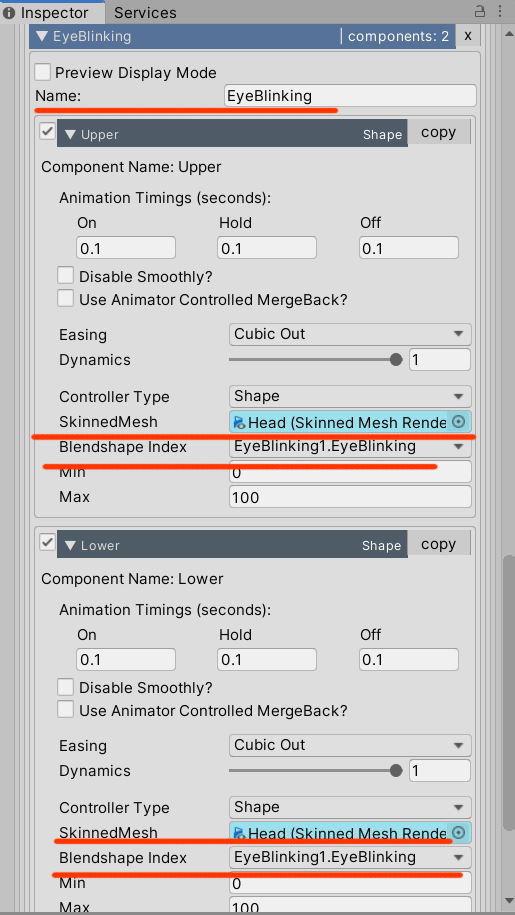 Inspector Services
EyeBlinking | components: 2 x
Preview Display Mode
Name: EyeBlinking
Upper Shape copy
Component Name: Upper
Animation Timings (seconds):
On Hold Off
0.1 0.1 0.1
Disable Smoothly?
Use Animator Controlled MergeBack?
Easing Cubic Out
Dynamics 1
Controller Type Shape
SkinnedMesh Head (Skinned Mesh Rende
Blendshape Index EyeBlinking1.EyeBlinking
Min 0
Max 100
Lower Shape copy
Component Name: Lower
Animation Timings (seconds):
On Hold Off
0.1 0.1 0.1
Disable Smoothly?
Use Animator Controlled MergeBack?
Easing Cubic Out
Dynamics 1
Controller Type Shape
SkinnedMesh Head (Skinned Mesh Rende
Blendshape Index EyeBlinking1.EyeBlinking
Min 0
Max 100